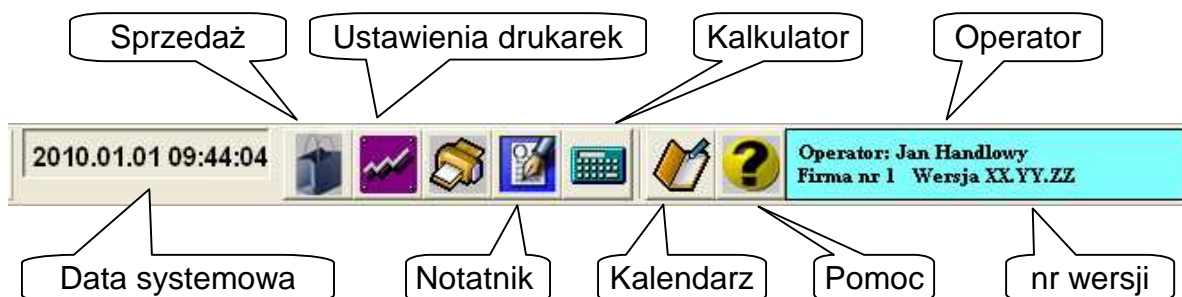 Sprzedaż
Ustawienia drukarek
Kalkulator
Operator
2010.01.01 09:44:04
Operator: Jan Handlowy
Firma nr 1 Wersja XX.YY.ZZ
Data systemowa
Notatnik
Kalendarz
Pomoc
nr wersji